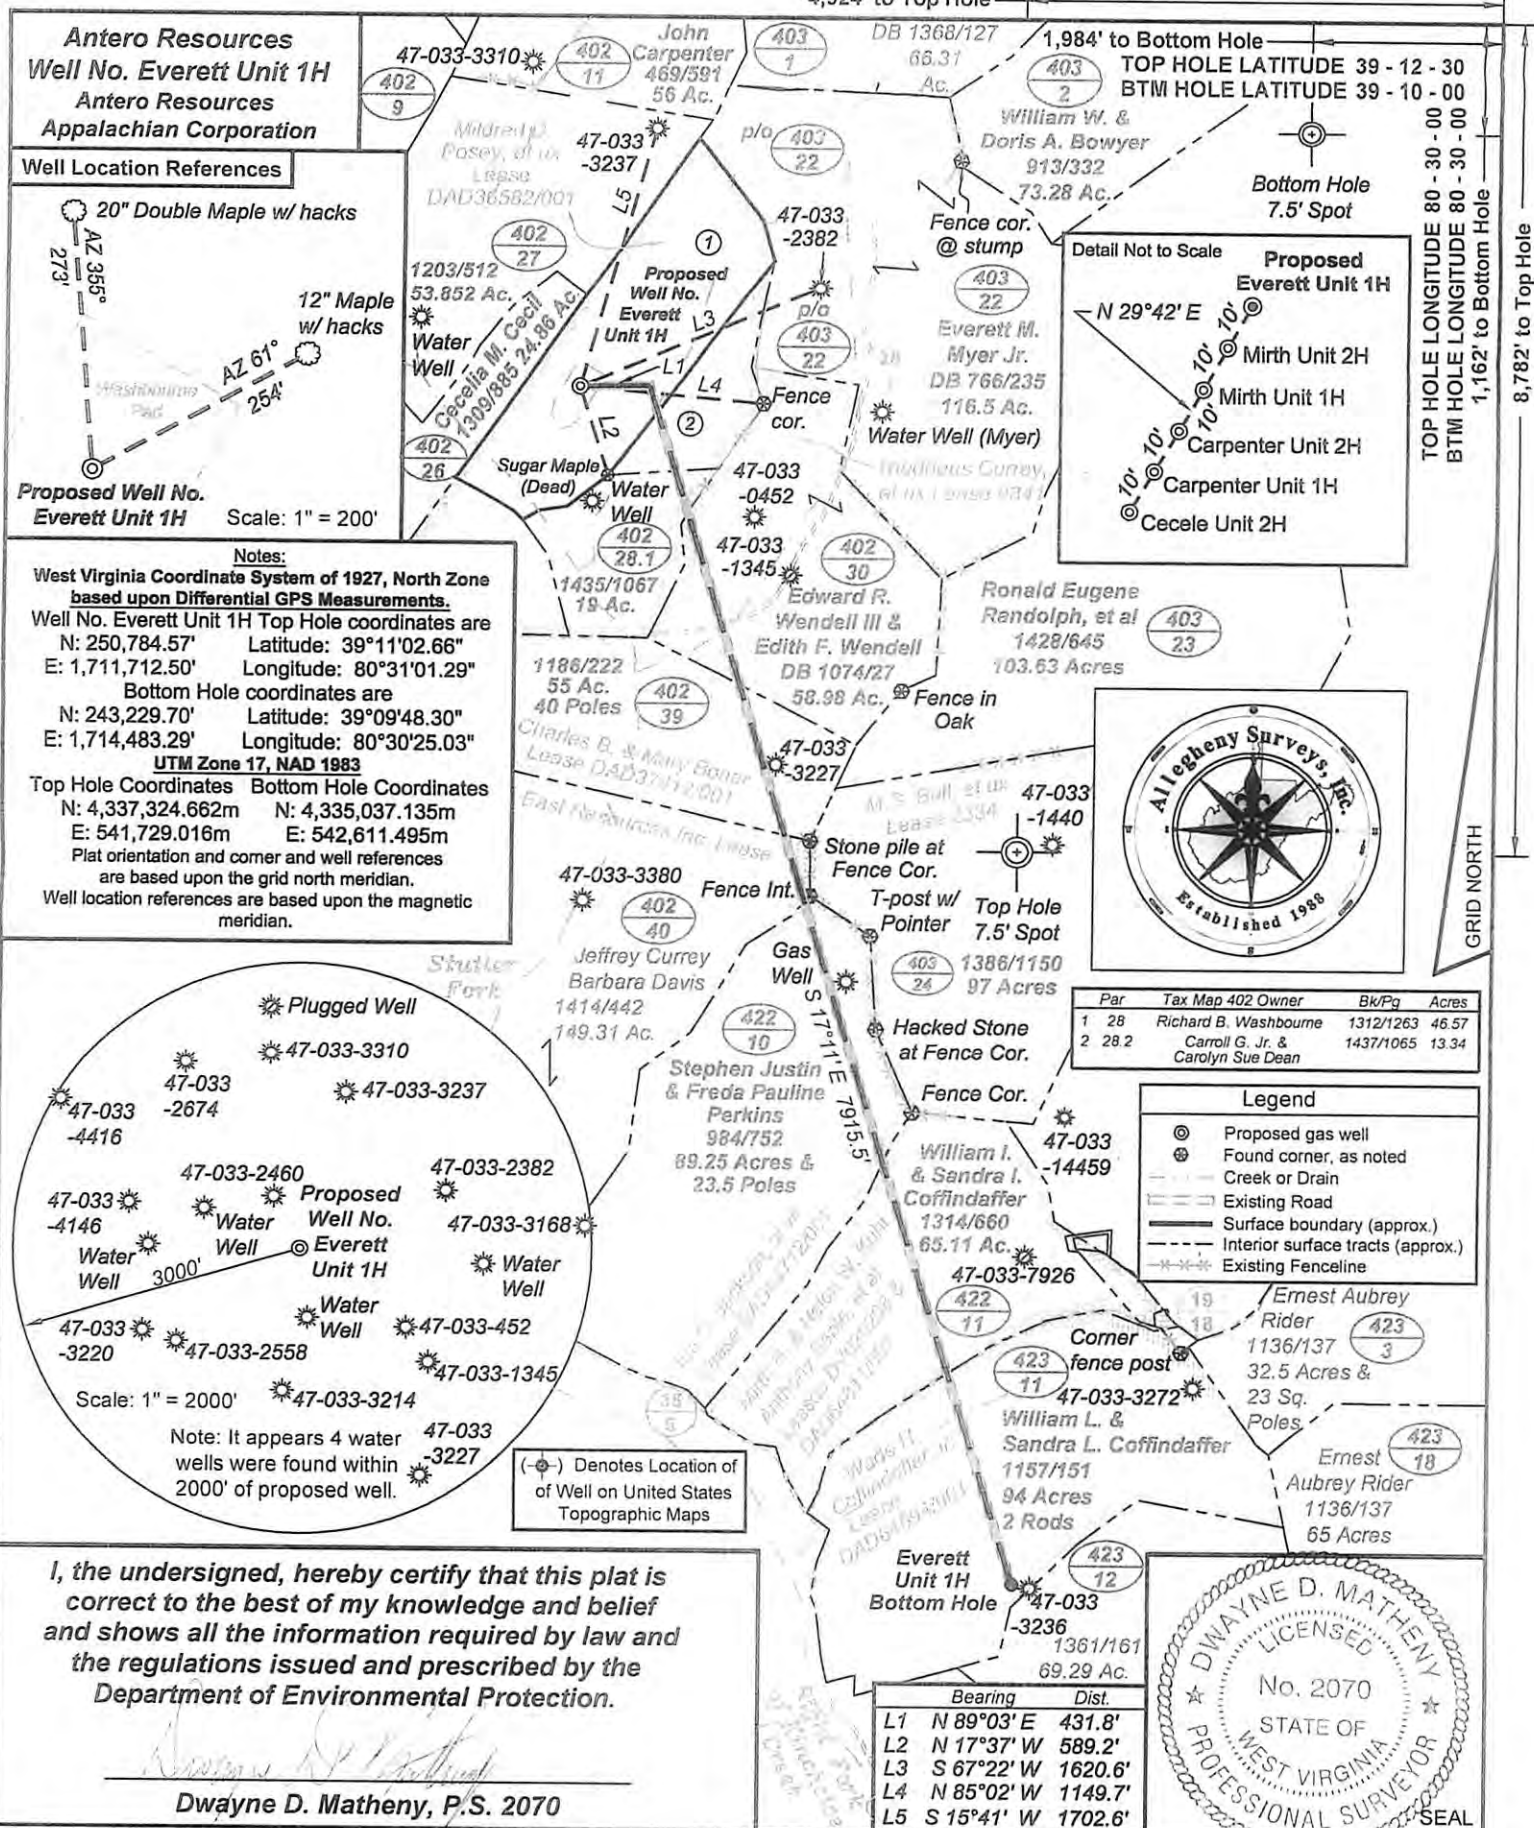 4,924' to Top Hole
Antero Resources
Well No. Everett Unit 1H
Antero Resources
Appalachian Corporation
Well Location References
20" Double Maple w/ hacks
AZ 355°
273'
12" Maple
w/ hacks
AZ 61°
254'
Washbourne
Pad
Proposed Well No.
Everett Unit 1H
Scale: 1" = 200'
Notes:
West Virginia Coordinate System of 1927, North Zone
based upon Differential GPS Measurements.
Well No. Everett Unit 1H Top Hole coordinates are
N: 250,784.57' Latitude: 39°11'02.66"
E: 1,711,712.50' Longitude: 80°31'01.29"
Bottom Hole coordinates are
N: 243,229.70' Latitude: 39°09'48.30"
E: 1,714,483.29' Longitude: 80°30'25.03"
UTM Zone 17, NAD 1983
Top Hole Coordinates Bottom Hole Coordinates
N: 4,337,324.662m N: 4,335,037.135m
E: 541,729.016m E: 542,611.495m
Plat orientation and corner and well references
are based upon the grid north meridian.
Well location references are based upon the magnetic
meridian.
47-033-3310
402
9
402
11
John
Carpenter
469/591
56 Ac.
403
1
DB 1368/127
66.31
Ac.
1,984' to Bottom Hole
TOP HOLE LATITUDE 39 - 12 - 30
BTM HOLE LATITUDE 39 - 10 - 00
403
2
William W. &
Doris A. Bowyer
913/332
73.28 Ac.
Bottom Hole
7.5' Spot
TOP HOLE LONGITUDE 80 - 30 - 00
BTM HOLE LONGITUDE 80 - 30 - 00
1,162' to Bottom Hole
8,782' to Top Hole
GRID NORTH
Mildred D.
Posey, et ux
Lease
DAD36582/001
47-033
-3237
L5
p/o
403
22
402
27
1203/512
53.852 Ac.
Water
Well
Cecelia M. Cecil
1309/885 24.86 Ac.
402
26
1
Proposed
Well No.
Everett
Unit 1H
47-033
-2382
L3
L1
L4
L2
2
p/o
403
22
Fence
cor.
Fence cor.
@ stump
403
22
Everett M.
Myer Jr.
DB 766/235
116.5 Ac.
28
Water Well (Myer)
Sugar Maple
(Dead)
Water
Well
402
28.1
1435/1067
19 Ac.
47-033
-0452
47-033
-1345
402
30
Edward R.
Wendell III &
Edith F. Wendell
DB 1074/27
58.98 Ac.
Fence in
Oak
Ronald Eugene
Randolph, et al
1428/645
103.63 Acres
403
23
Detail Not to Scale
Proposed
Everett Unit 1H
N 29°42' E
10'
Mirth Unit 2H
10'
Mirth Unit 1H
10'
Carpenter Unit 2H
10'
Carpenter Unit 1H
10'
Cecele Unit 2H
1186/222
55 Ac.
40 Poles
402
39
Charles B. & Mary Bonar
East Resources Inc. Lease
47-033
-3227
M.S. Bull, et ux
47-033
-1440
Stone pile at
Fence Cor.
Top Hole
7.5' Spot
Allegheny Surveys, Inc.
Established 1988
47-033-3380
402
40
Jeffrey Currey
Barbara Davis
1414/442
149.31 Ac.
Fence Int.
T-post w/
Pointer
Gas
Well
403
24
1386/1150
97 Acres
Hacked Stone
at Fence Cor.
Stutler
Fork
422
10
Stephen Justin
& Freda Pauline
Perkins
984/752
89.25 Acres &
23.5 Poles
S 17°11' E 7915.5'
Fence Cor.
47-033
-14459
William I.
& Sandra I.
Coffindaffer
1314/660
65.11 Ac.
47-033-7926
422
11
Par Tax Map 402 Owner Bk/Pg Acres
1 28 Richard B. Washbourne 1312/1263 46.57
2 28.2 Carroll G. Jr. &
Carolyn Sue Dean 1437/1065 13.34
Legend
Proposed gas well
Found corner, as noted
Creek or Drain
Existing Road
Surface boundary (approx.)
Interior surface tracts (approx.)
Existing Fenceline
Plugged Well
47-033-3310
47-033
-2674
47-033-3237
47-033
-4416
47-033-2460
47-033-2382
47-033
-4146
Water
Well
Water
Well
Proposed
Well No.
Everett
Unit 1H
3000'
47-033-3168
Water
Well
Water
Well
47-033
-3220
47-033-2558
47-033-452
47-033-1345
Scale: 1" = 2000'
47-033-3214
Note: It appears 4 water
wells were found within
2000' of proposed well.
47-033
-3227
Denotes Location of
of Well on United States
Topographic Maps
19
18
Corner
fence post
423
11
47-033-3272
William L. &
Sandra L. Coffindaffer
1157/151
94 Acres
2 Rods
Ernest Aubrey
Rider
1136/137
32.5 Acres &
23 Sq.
Poles
423
3
Ernest
Aubrey Rider
1136/137
65 Acres
423
18
Wade H.
Coffindaffer
Lease
Everett
Unit 1H
Bottom Hole
423
12
47-033
-3236
1361/161
69.29 Ac.
I, the undersigned, hereby certify that this plat is
correct to the best of my knowledge and belief
and shows all the information required by law and
the regulations issued and prescribed by the
Department of Environmental Protection.
Dwayne D. Matheny, P.S. 2070
Bearing Dist.
L1 N 89°03' E 431.8'
L2 N 17°37' W 589.2'
L3 S 67°22' W 1620.6'
L4 N 85°02' W 1149.7'
L5 S 15°41' W 1702.6'
DWAYNE D. MATHENY
LICENSED
No. 2070
STATE OF
WEST VIRGINIA
PROFESSIONAL SURVEYOR
SEAL